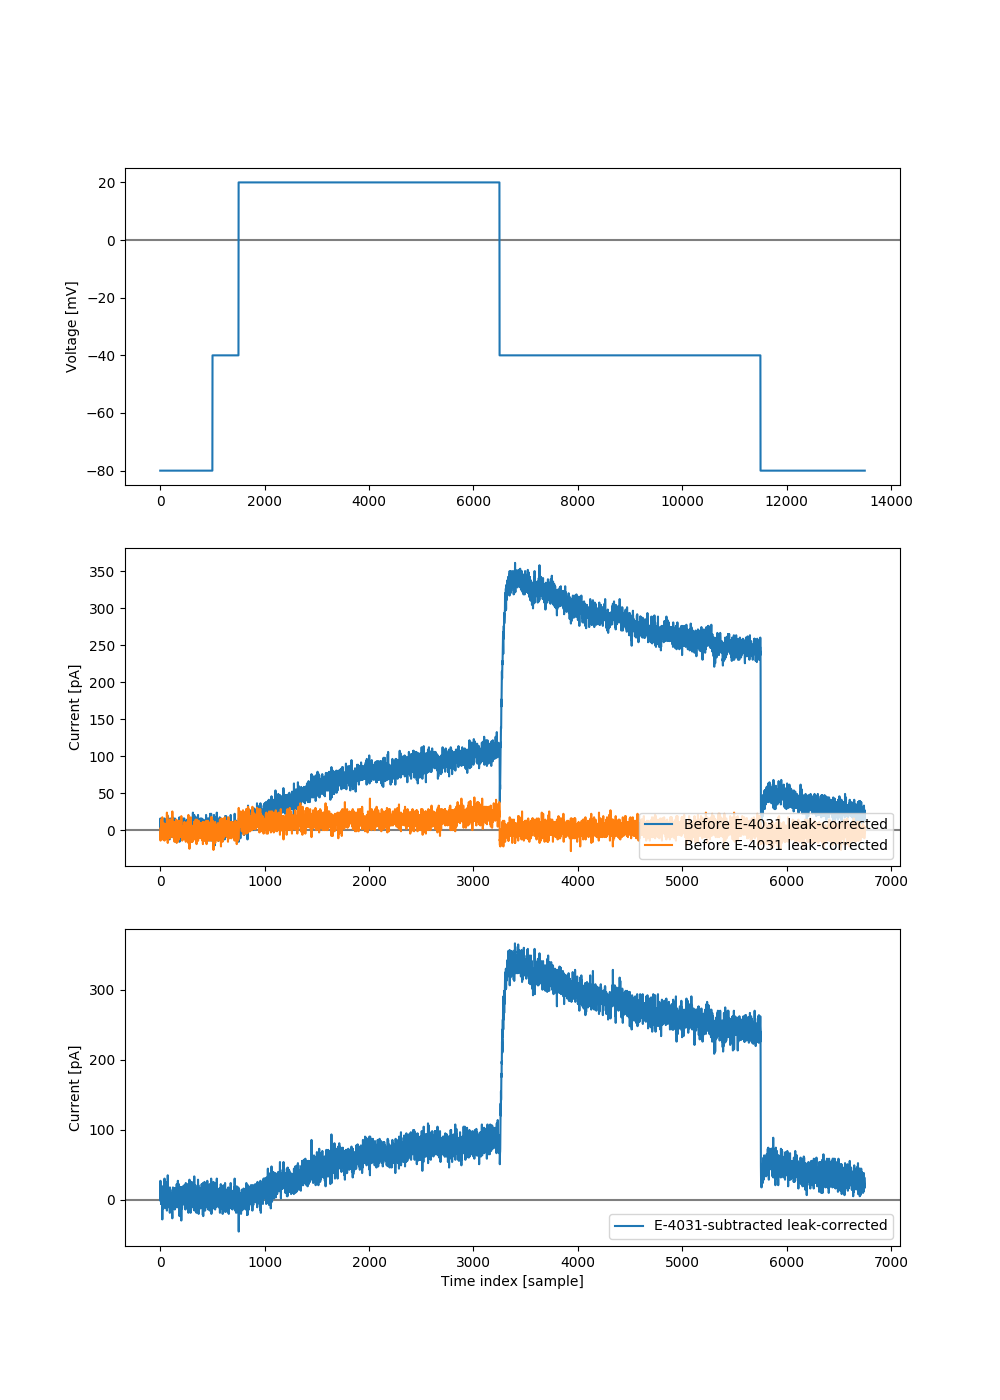 20
0
−20
−40
−60
−80
Voltage [mV]
0 2000 4000 6000 8000 10000 12000 14000
350
300
250
200
150
100
50
0
Current [pA]
Before E-4031 leak-corrected
Before E-4031 leak-corrected
0 1000 2000 3000 4000 5000 6000 7000
300
200
100
0
Current [pA]
E-4031-subtracted leak-corrected
0 1000 2000 3000 4000 5000 6000 7000
Time index [sample]